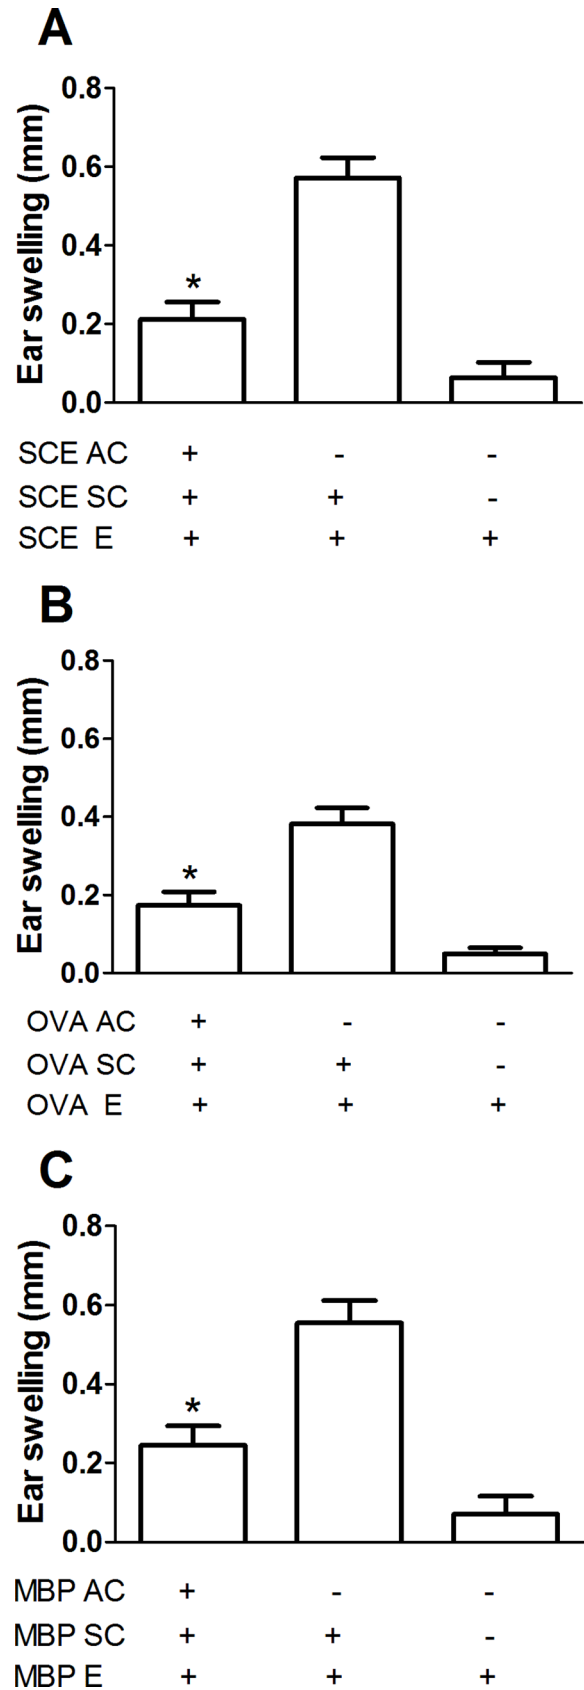 A
Ear swelling (mm)
0.8
0.6
0.4
*
0.2
0.0
SCE AC + - -
SCE SC + + -
SCE E + + +
B
Ear swelling (mm)
0.8
0.6
0.4
*
0.2
0.0
OVA AC + - -
OVA SC + + -
OVA E + + +
C
Ear swelling (mm)
0.8
0.6
0.4
*
0.2
0.0
MBP AC + - -
MBP SC + + -
MBP E + + +